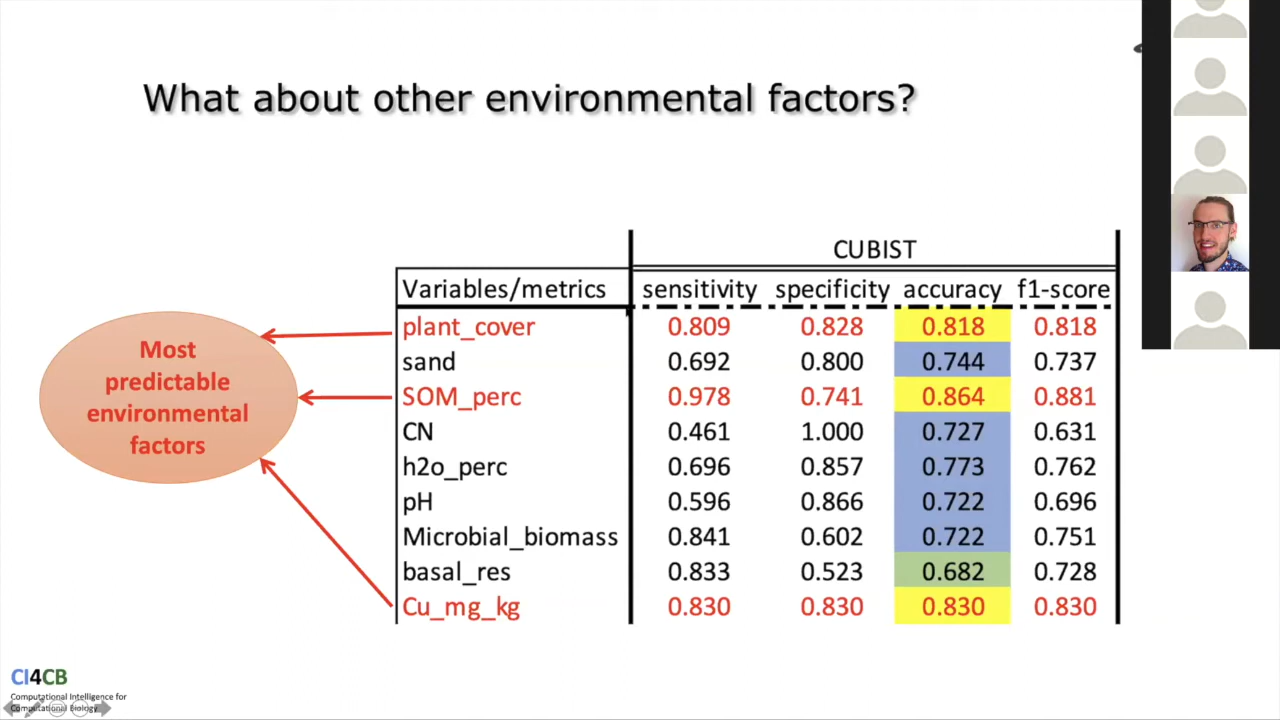 What about other environmental factors?
CUBIST
Variables/metrics sensitivity specificity accuracy f1-score
plant_cover 0.809 0.828 0.818 0.818
sand 0.692 0.800 0.744 0.737
SOM_perc 0.978 0.741 0.864 0.881
CN 0.461 1.000 0.727 0.631
h2o_perc 0.696 0.857 0.773 0.762
pH 0.596 0.866 0.722 0.696
Microbial_biomass 0.841 0.602 0.722 0.751
basal_res 0.833 0.523 0.682 0.728
Cu_mg_kg 0.830 0.830 0.830 0.830
Most
predictable
environmental
factors
CI4CB
Computational Intelligence for
Computational Biology